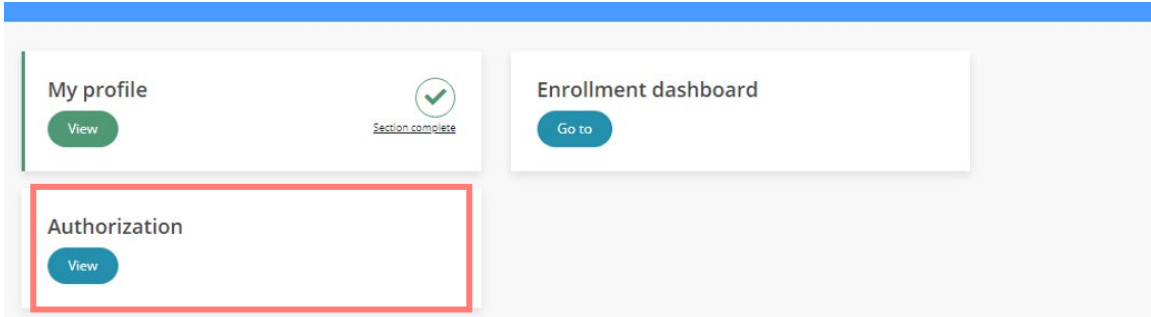 My profile
View
Section complete
Enrollment dashboard
Go to
Authorization
View